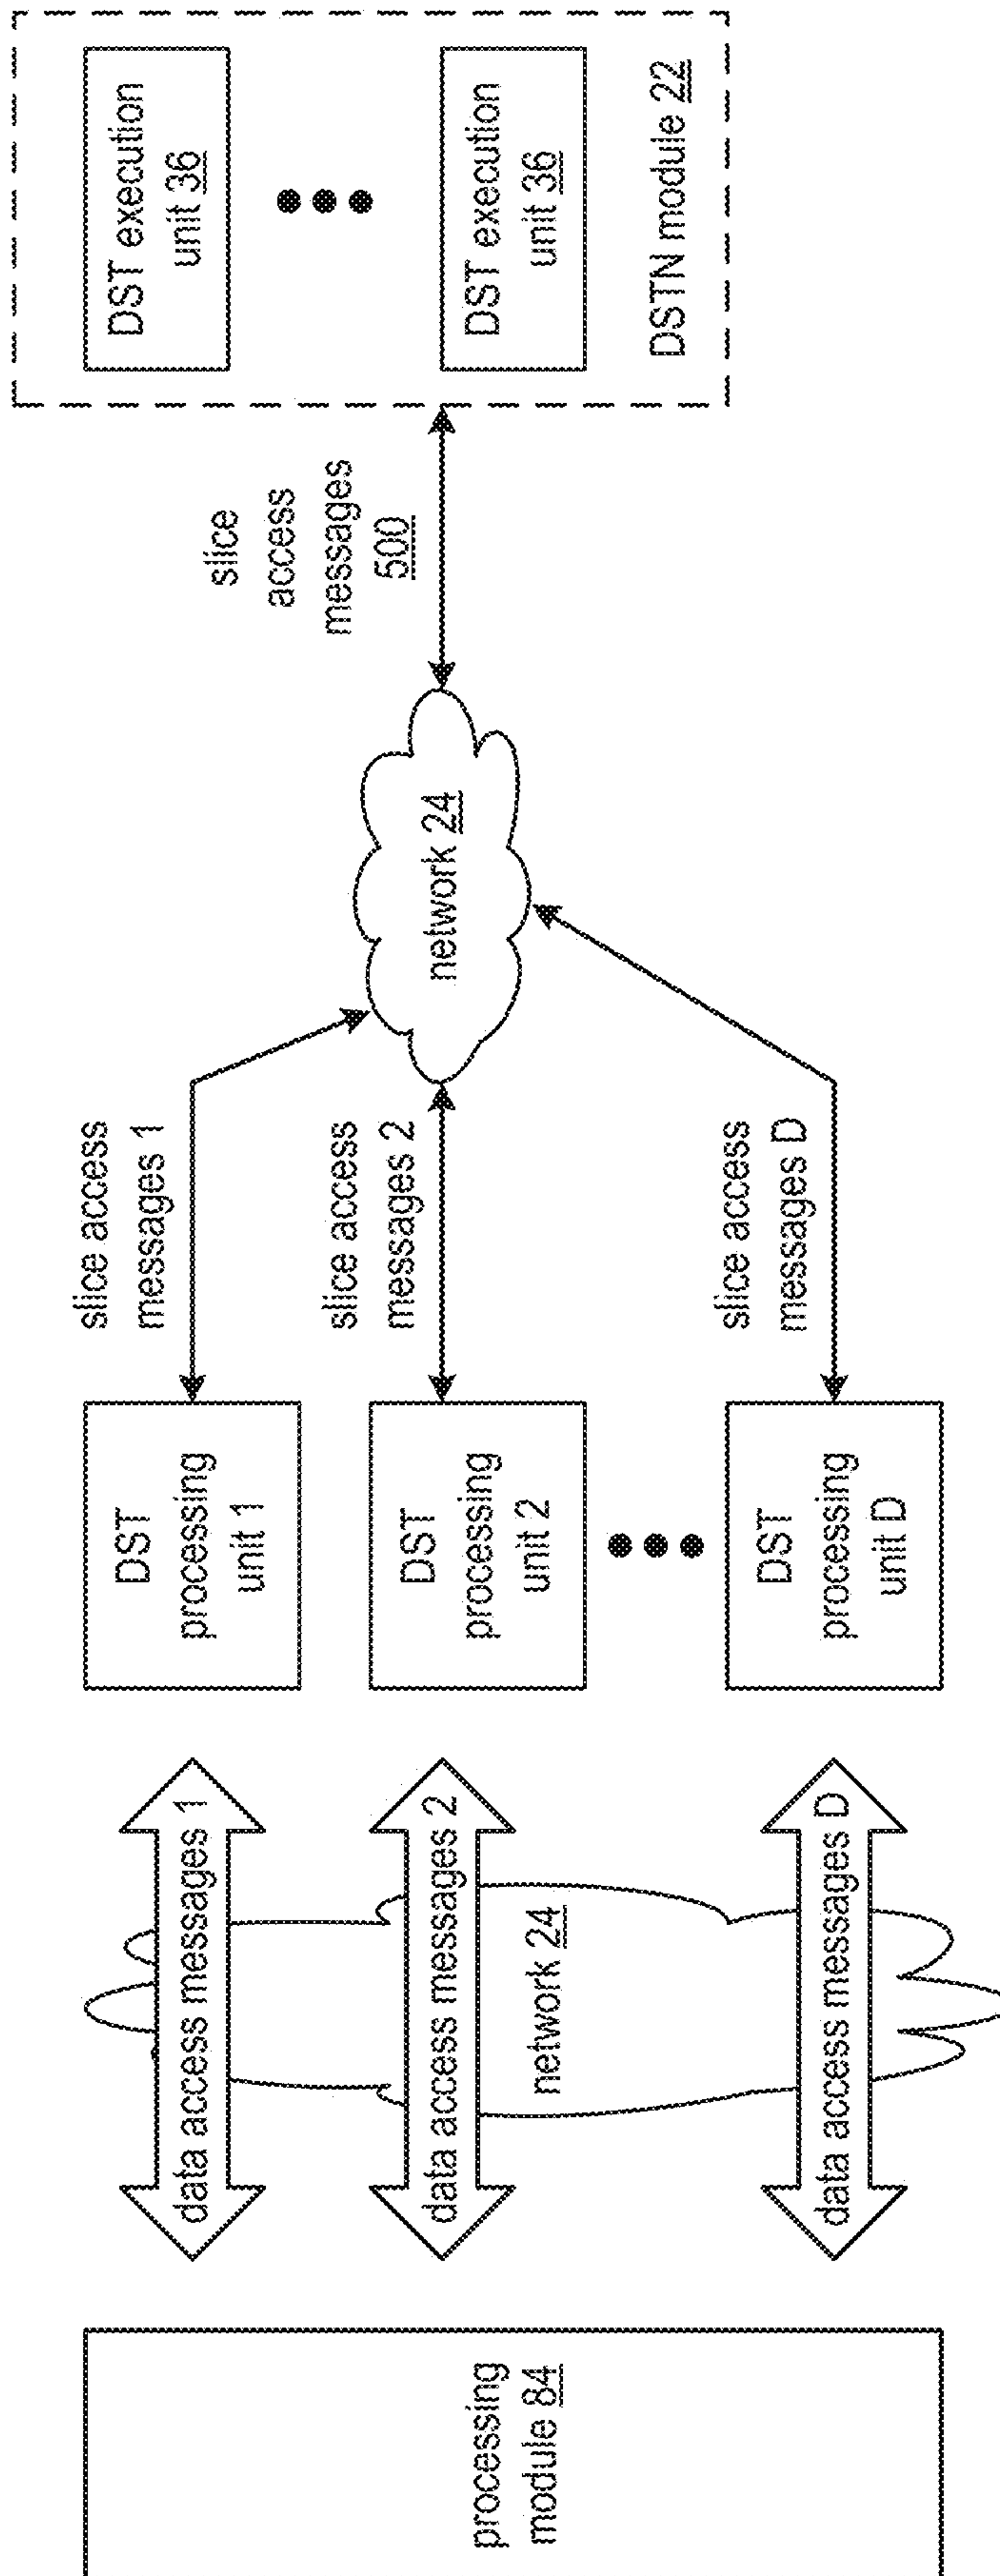 processing
module 84
data access messages 1
data access messages 2
network 24
data access messages D
DST
processing
unit 1
DST
processing
unit 2
DST
processing
unit D
slice access
messages 1
slice access
messages 2
slice access
messages D
network 24
slice
access
messages
500
DST execution
unit 36
DST execution
unit 36
DSTN module 22